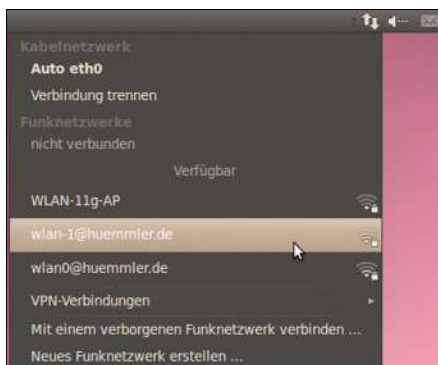 Kabelnetzwerk
Auto eth0
Verbindung trennen
Funknetzwerke
nicht verbunden
Verfügbar
WLAN-11g-AP
wlan-1@huemmler.de
wlan0@huemmler.de
VPN-Verbindungen
Mit einem verborgenen Funknetzwerk verbinden ...
Neues Funknetzwerk erstellen ...